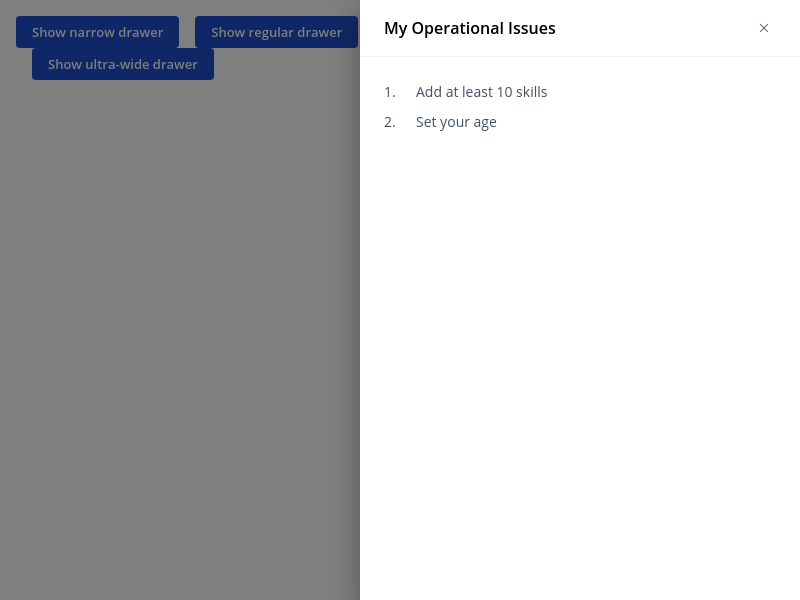 Show narrow drawer
Show regular drawer
Show ultra-wide drawer
My Operational Issues
1. Add at least 10 skills
2. Set your age